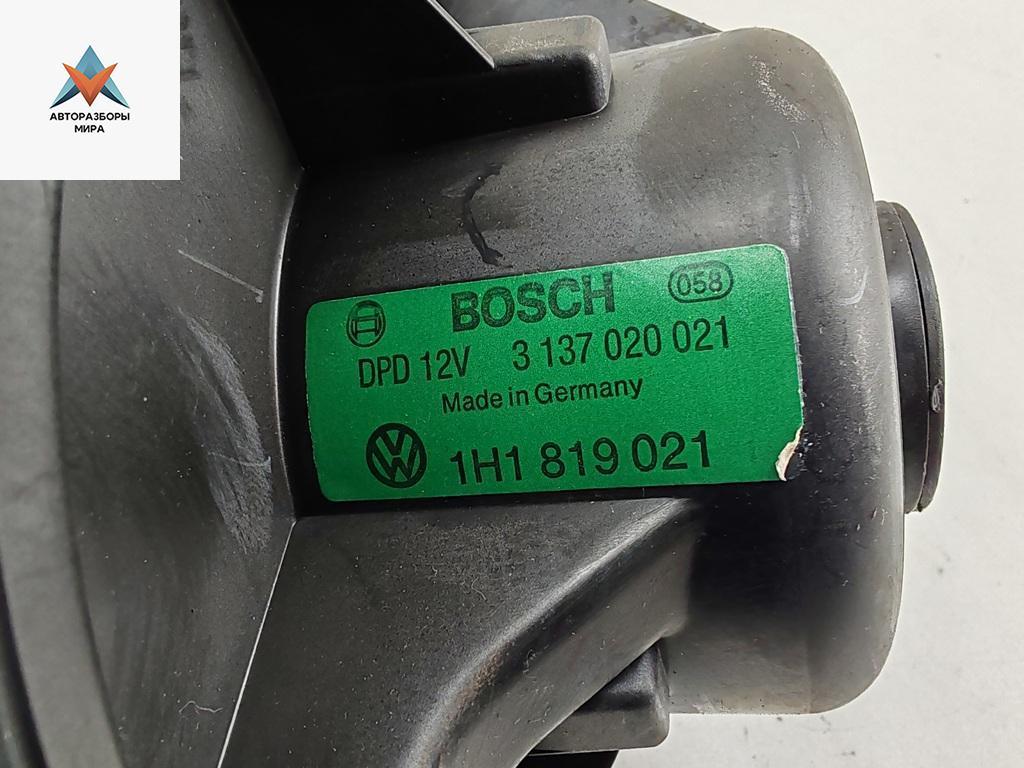 АВТОРАЗБОРЫ
МИРА
BOSCH 058
DPD 12V 3 137 020 021
Made in Germany
1H1 819 021